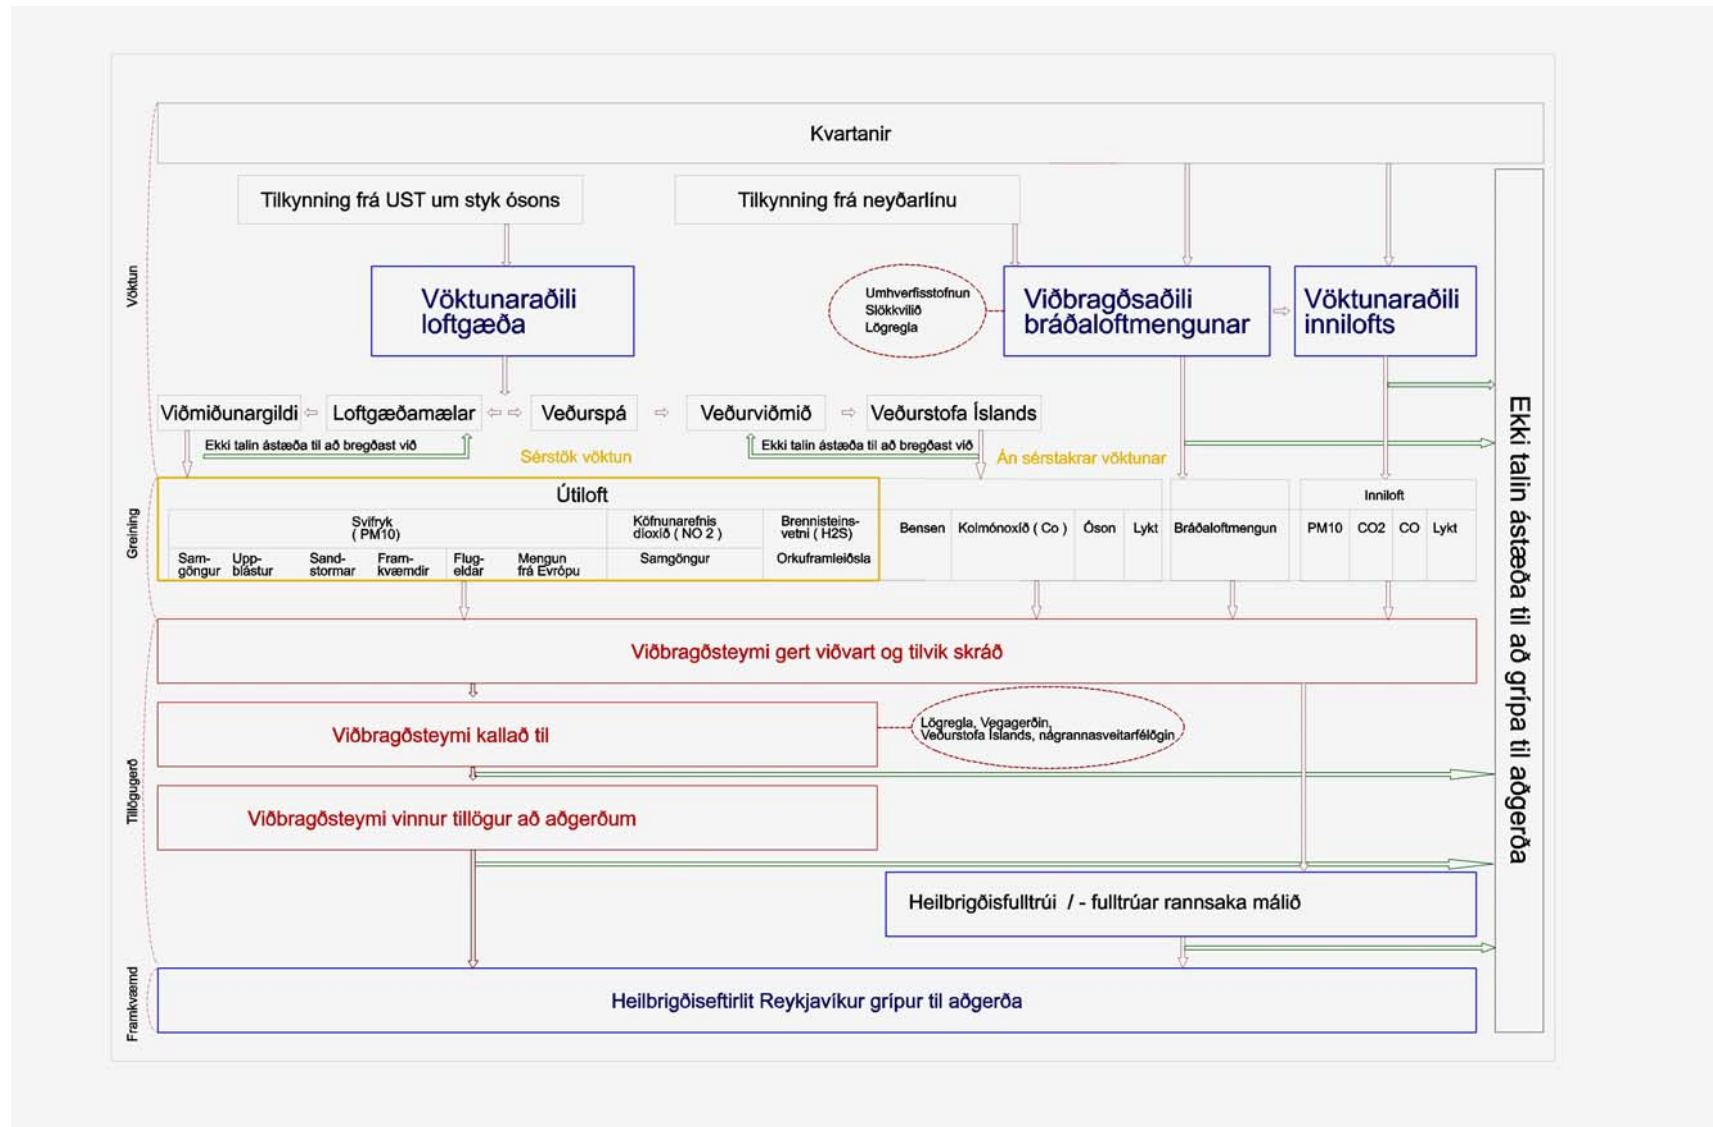 Kvartanir
Tilkynning frá UST um styk ósons
Tilkynning frá neyðarlínu
Vöktun
Vöktunaraðili
loftgæða
Umhverfisstofnun
Slökkvilið
Lögregla
Viðbragðsaðili
bráðaloftmengunar
Vöktunaraðili
innilofts
Viðmiðunargildi
Loftgæðamælar
Veðurspá
Veðurviðmið
Veðurstofa Íslands
Ekki talin ástæða til að bregðast við
Ekki talin ástæða til að bregðast við
Sérstök vöktun
Án sérstakrar vöktunar
Ekki talin ástæða til að grípa til aðgerða
Greining
Útiloft
Svifryk
( PM10)
Köfnunarefnis
díoxíð ( NO 2 )
Brennisteins-
vetni ( H2S)
Sam-
göngur
Upp-
blástur
Sand-
stormar
Fram-
kvæmdir
Flug-
eldar
Mengun
frá Evrópu
Samgöngur
Orkuframleiðsla
Bensen
Kolmónoxíð ( Co )
Óson
Lykt
Bráðaloftmengun
Inniloft
PM10
CO2
CO
Lykt
Tillögugerð
Viðbragðsteymi gert viðvart og tilvik skráð
Viðbragðsteymi kallað til
Lögregla, Vegagerðin,
Veðurstofa Íslands, nágrannasveitarfélögin
Viðbragðsteymi vinnur tillögur að aðgerðum
Heilbrigðisfulltrúi / - fulltrúar rannsaka málið
Framkvæmd
Heilbrigðiseftirlit Reykjavíkur grípur til aðgerða